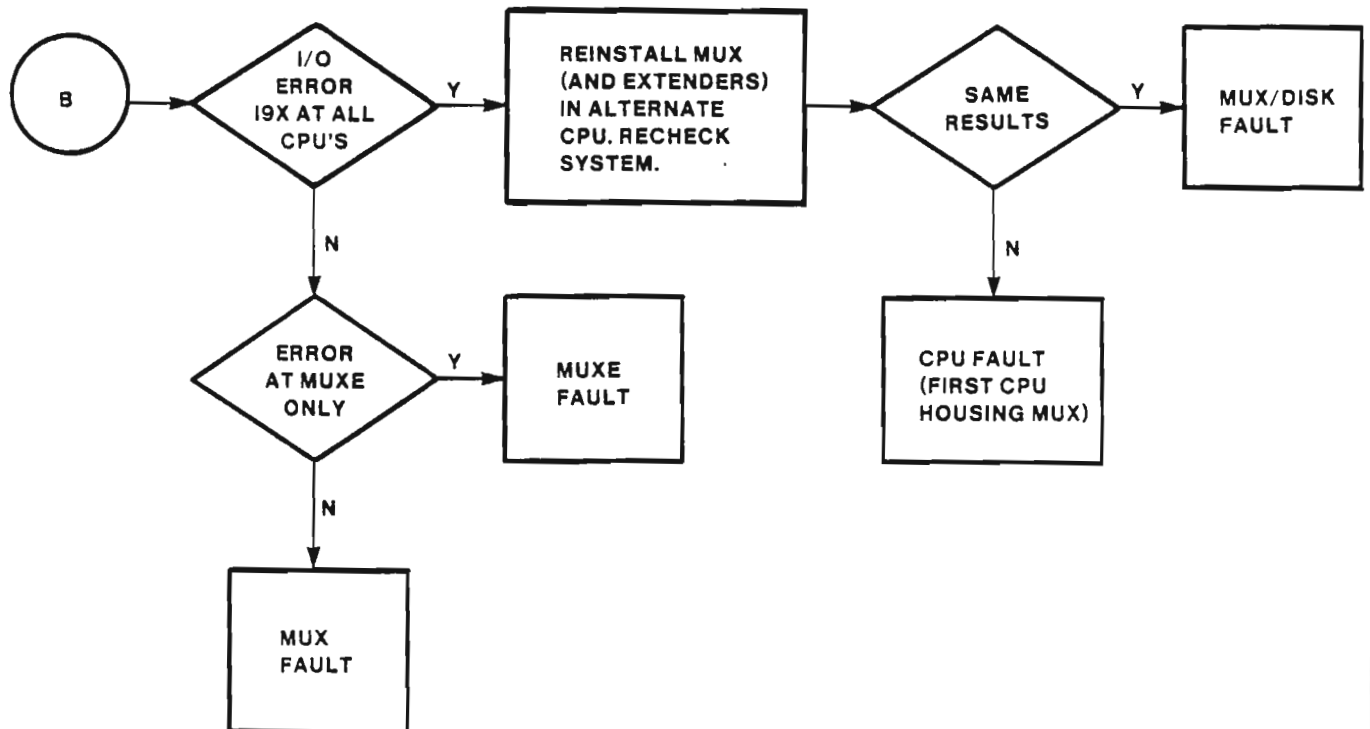 B
I/O
ERROR
I9X AT ALL
CPU'S
Y
REINSTALL MUX
(AND EXTENDERS)
IN ALTERNATE
CPU. RECHECK
SYSTEM.
SAME
RESULTS
Y
MUX/DISK
FAULT
N
N
ERROR
AT MUXE
ONLY
Y
MUXE
FAULT
CPU FAULT
(FIRST CPU
HOUSING MUX)
N
MUX
FAULT